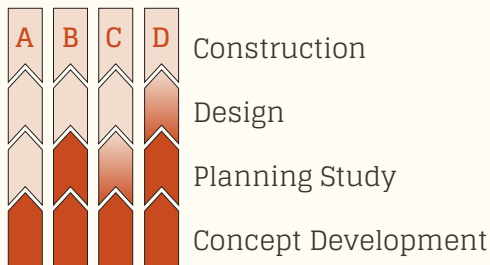 A B C D
Construction
Design
Planning Study
Concept Development